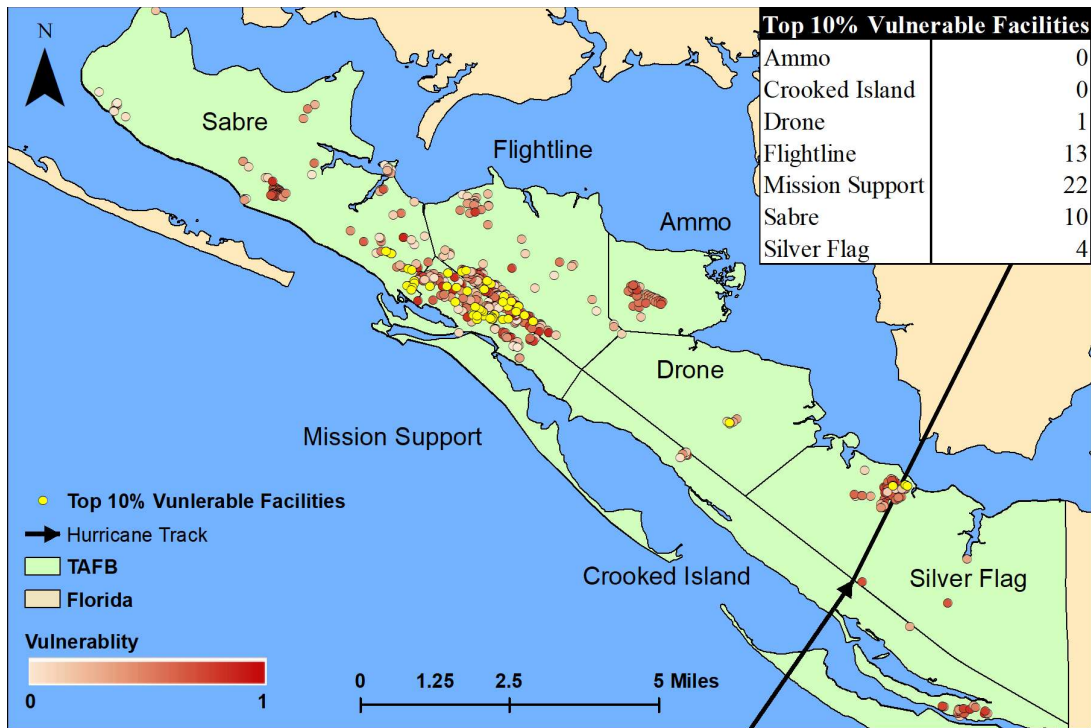 N
Top 10% Vulnerable Facilities
Ammo 0
Crooked Island 0
Drone 1
Flightline 13
Mission Support 22
Sabre 10
Silver Flag 4
Sabre
Flightline
Ammo
Drone
Mission Support
Crooked Island
Silver Flag
Top 10% Vunlerable Facilities
Hurricane Track
TAFB
Florida
Vulnerablity
0 1
0 1.25 2.5 5 Miles